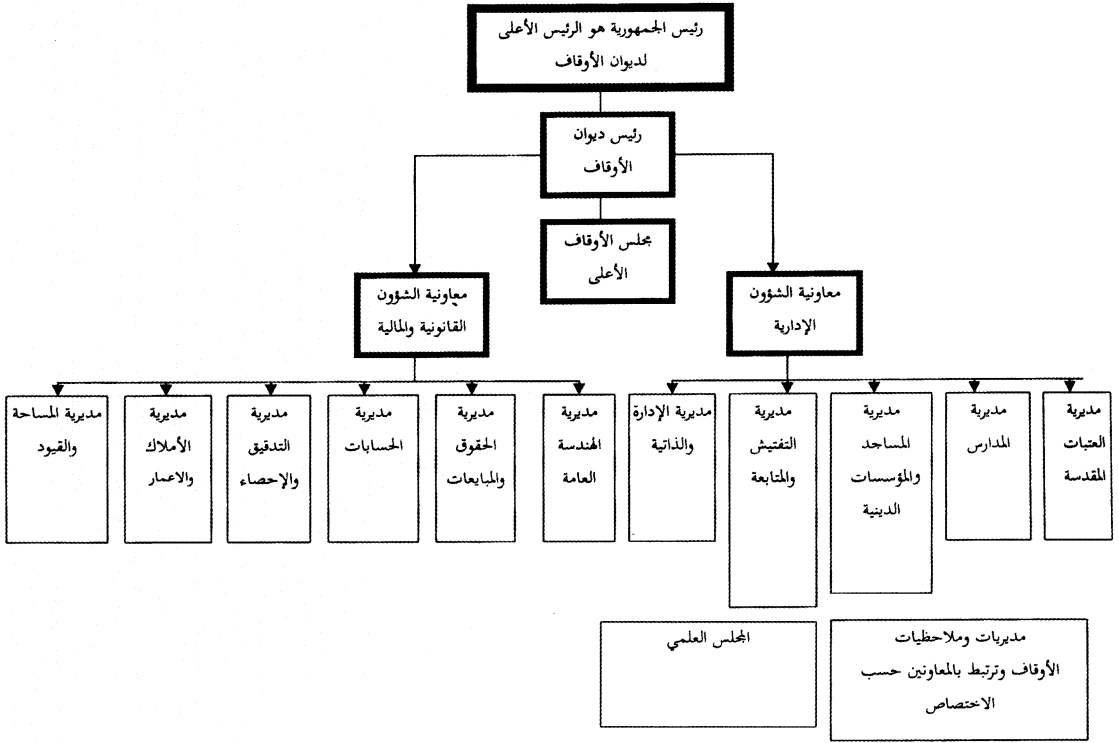 رئيس الجمهورية هو الرئيس الأعلى
لديوان الأوقاف
رئيس ديوان
الأوقاف
مجلس الأوقاف
الأعلى
معاونية الشؤون
الإدارية
معاونية الشؤون
القانونية والمالية
مديرية
العتبات
المقدسة
مديرية
المدارس
مديرية
المساجد
والمؤسسات
الدينية
مديرية
التفتيش
والمتابعة
مديرية الإدارة
والذاتية
مديرية
الهندسة
العامة
مديرية
الحقوق
والمبايعات
مديرية
الحسابات
مديرية
التدقيق
والإحصاء
مديرية
الأملاك
والاعمار
مديرية المساحة
والقيود
مديريات وملاحظيات
الأوقاف وترتبط بالمعاونين حسب
الاختصاص
المجلس العلمي